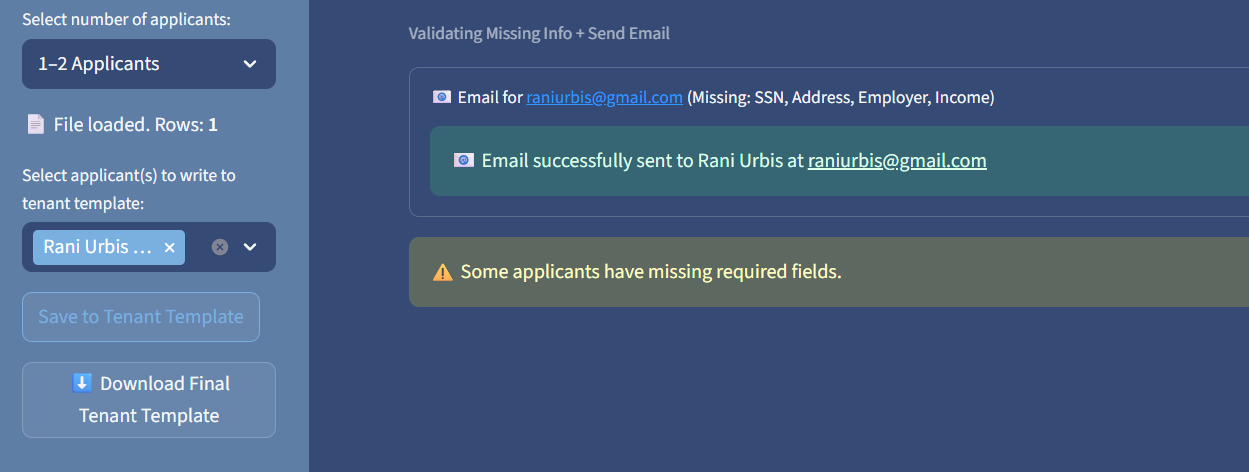 Select number of applicants:
1–2 Applicants
File loaded. Rows: 1
Select applicant(s) to write to
tenant template:
Rani Urbis ...
Save to Tenant Template
Download Final
Tenant Template
Validating Missing Info + Send Email
Email for raniurbis@gmail.com (Missing: SSN, Address, Employer, Income)
Email successfully sent to Rani Urbis at raniurbis@gmail.com
Some applicants have missing required fields.